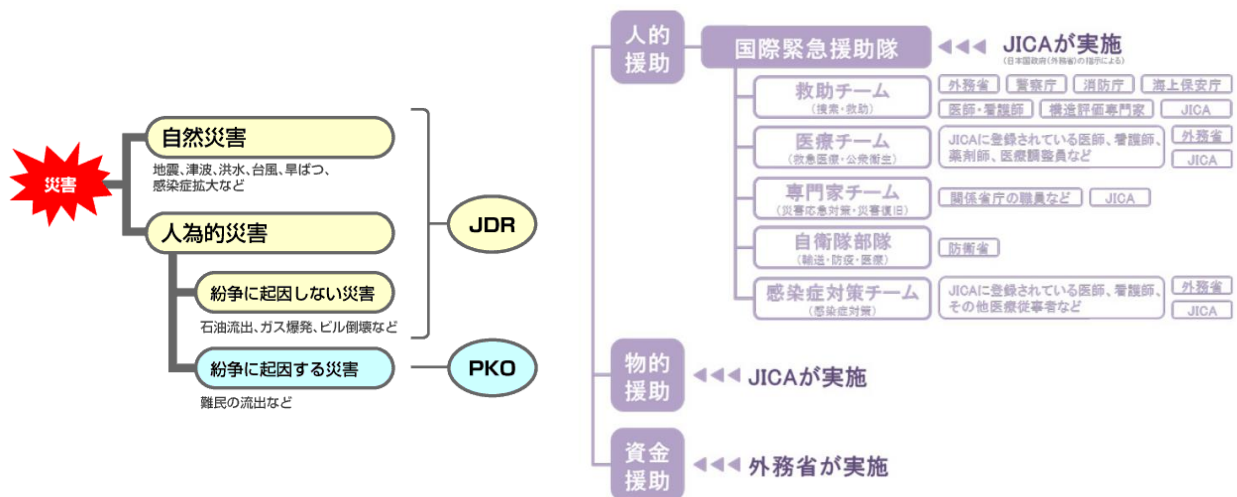 災害
自然災害
地震、津波、洪水、台風、旱ばつ、
感染症拡大など
人為的災害
紛争に起因しない災害
石油流出、ガス爆発、ビル倒壊など
紛争に起因する災害
難民の流出など
JDR
PKO
人的
援助
国際緊急援助隊
JICAが実施
(日本国政府(外務省)の指示による)
救助チーム
(捜索・救助)
外務省
警察庁
消防庁
海上保安庁
医師・看護師
構造評価専門家
JICA
医療チーム
(救急医療・公衆衛生)
JICAに登録されている医師、看護師、
薬剤師、医療調整員など
外務省
JICA
専門家チーム
(災害応急対策・災害復旧)
関係省庁の職員など
JICA
自衛隊部隊
(輸送・防疫・医療)
防衛省
感染症対策チーム
(感染症対策)
JICAに登録されている医師、看護師、
その他医療従事者など
外務省
JICA
物的
援助
JICAが実施
資金
援助
外務省が実施